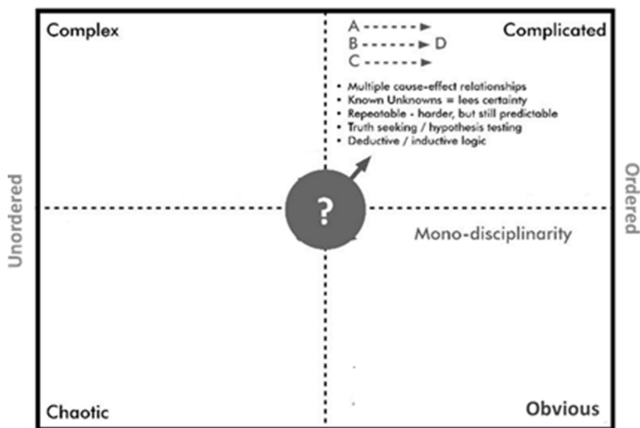 Complex
Complicated
A
B D
C
• Multiple cause-effect relationships
• Known Unknowns = lees certainty
• Repeatable - harder, but still predictable
• Truth seeking / hypothesis testing
• Deductive / inductive logic
Unordered
?
Ordered
Mono-disciplinarity
Chaotic
Obvious